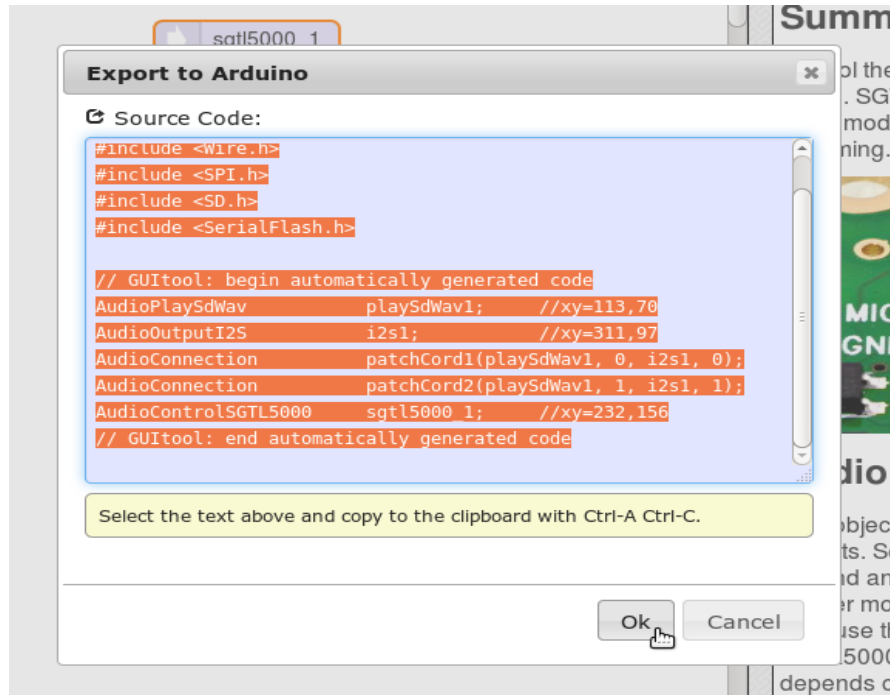 sgtl5000_1
Summ
Export to Arduino
Source Code:
#include <Wire.h>
#include <SPI.h>
#include <SD.h>
#include <SerialFlash.h>
// GUItool: begin automatically generated code
AudioPlaySdWav playSdWav1; //xy=113,70
AudioOutputI2S i2s1; //xy=311,97
AudioConnection patchCord1(playSdWav1, 0, i2s1, 0);
AudioConnection patchCord2(playSdWav1, 1, i2s1, 1);
AudioControlSGTL5000 sgtl5000_1; //xy=232,156
// GUItool: end automatically generated code
Select the text above and copy to the clipboard with Ctrl-A Ctrl-C.
Ok
Cancel
ol the
. SG
mod
ming.
MIC
GN
dio
objec
ts. S
nd an
er mo
use t
5000
depends